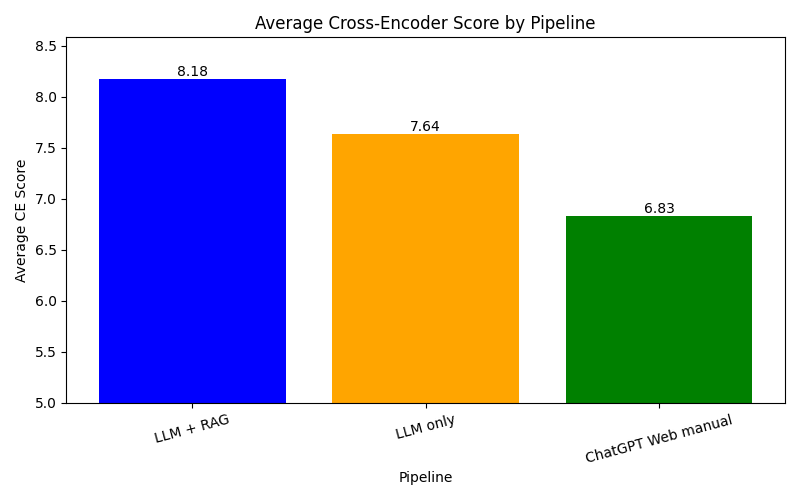 Average Cross-Encoder Score by Pipeline
Average CE Score
8.5
8.0
7.5
7.0
6.5
6.0
5.5
5.0
8.18
7.64
6.83
LLM + RAG
LLM only
ChatGPT Web manual
Pipeline